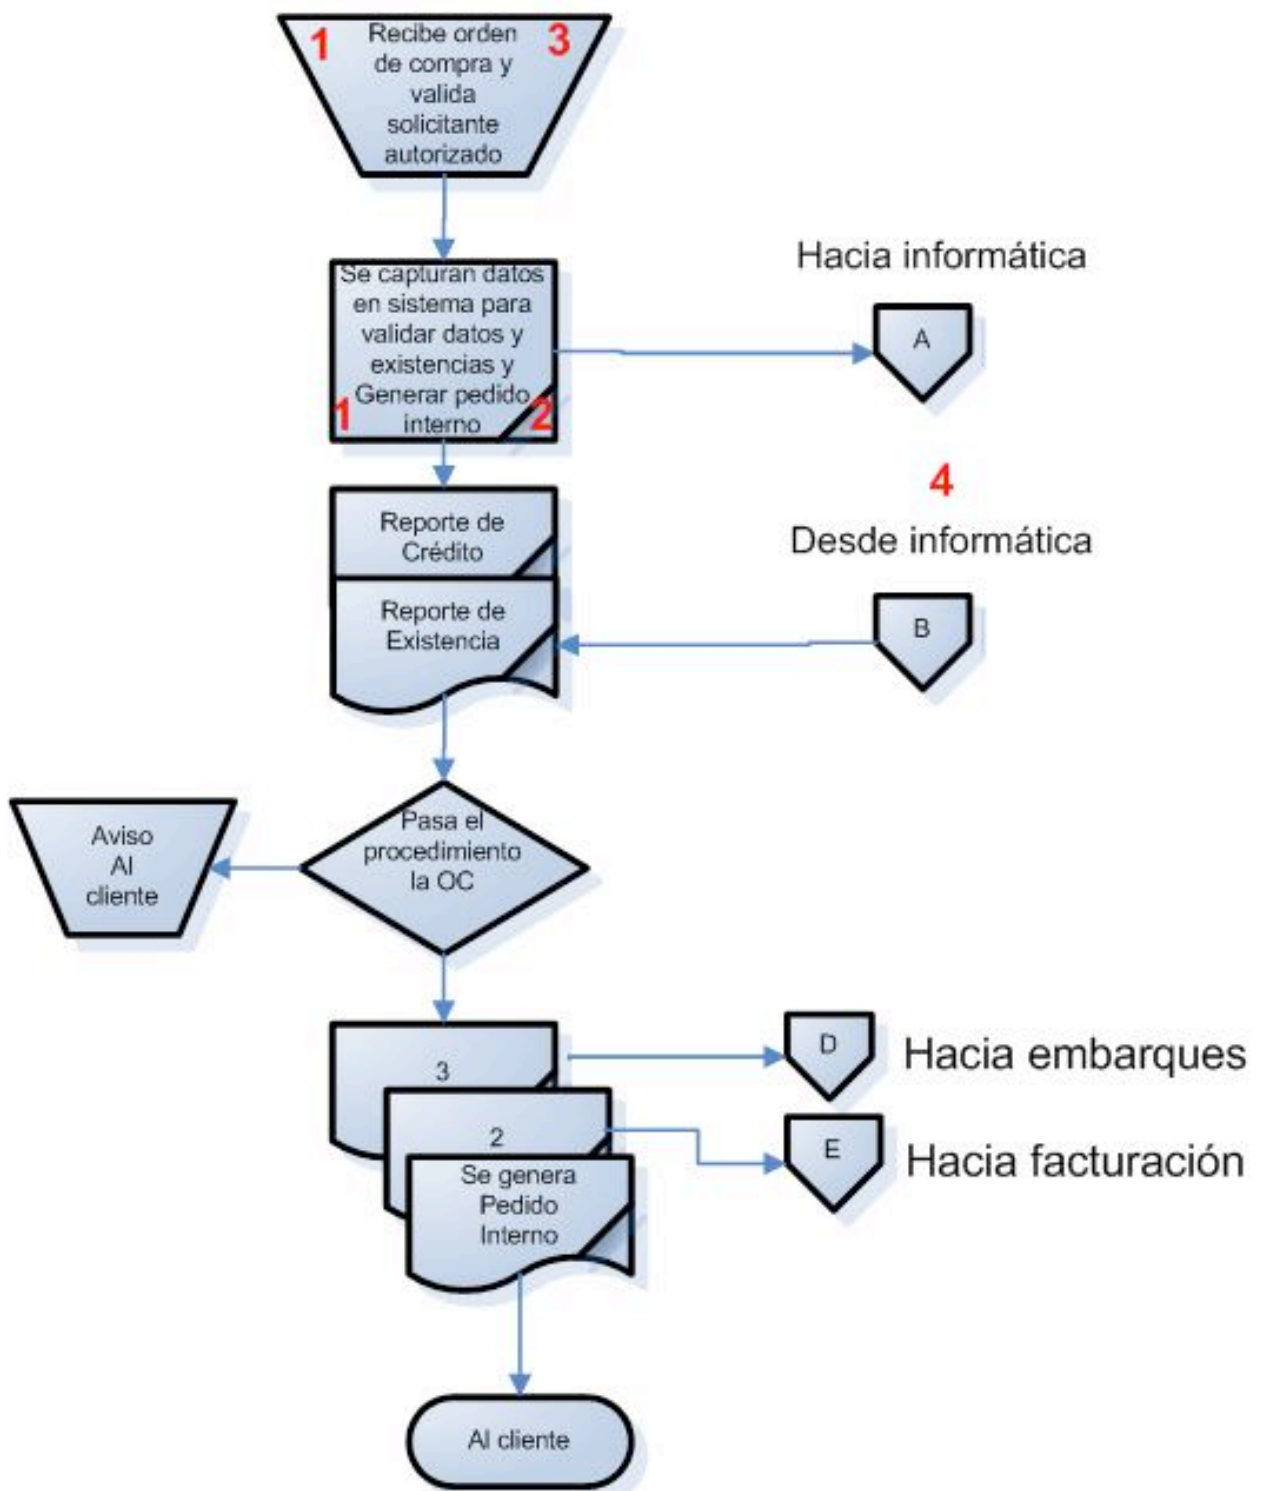 1
Recibe orden
3
de compra y
valida
solicitante
autorizado
Hacia informática
A
Se capturan datos
en sistema para
validar datos y
existencias y
Generar pedido
interno
1
2
4
Desde informática
B
Reporte de
Crédito
Reporte de
Existencia
Pasa el
procedimiento
la OC
Aviso
Al
cliente
3
D
Hacia embarques
2
E
Hacia facturación
Se genera
Pedido
Interno
Al cliente